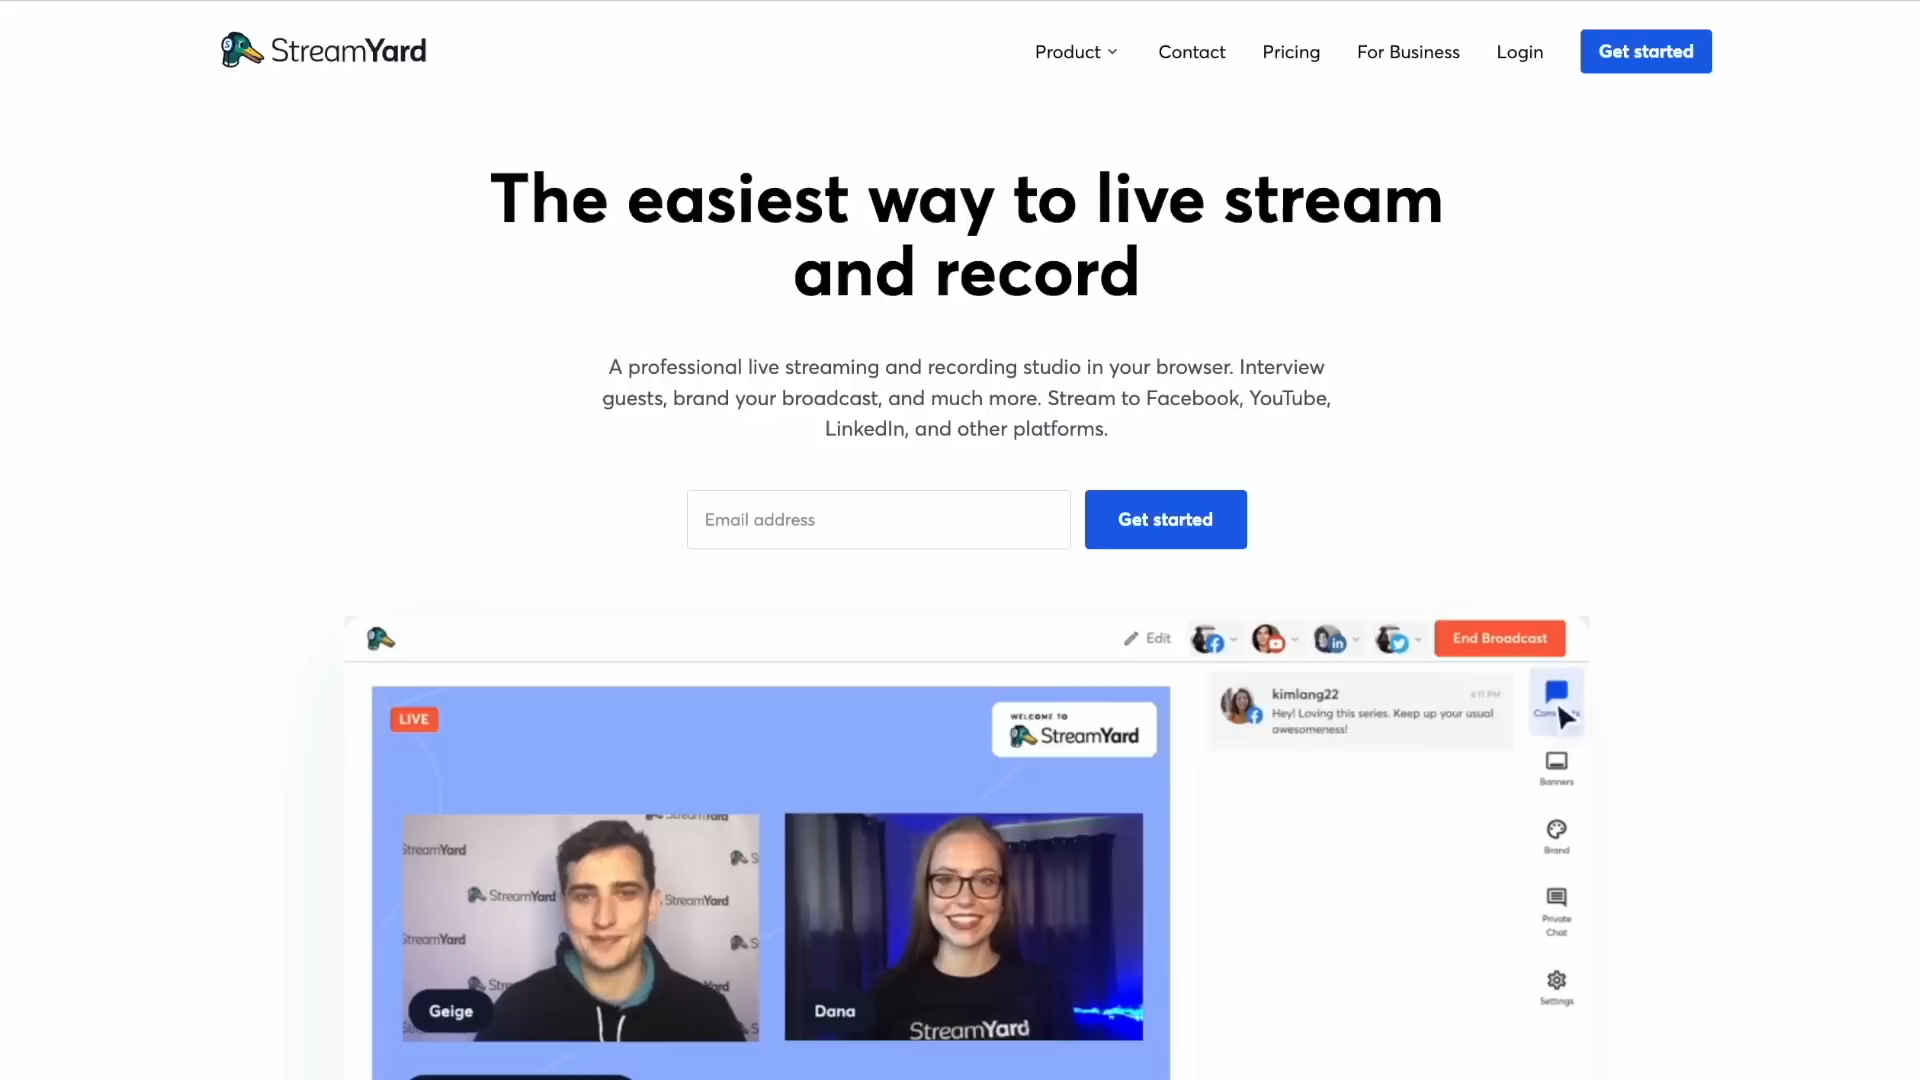 StreamYard
Product
Contact
Pricing
For Business
Login
Get started
The easiest way to live stream
and record
A professional live streaming and recording studio in your browser. Interview
guests, brand your broadcast, and much more. Stream to Facebook, YouTube,
LinkedIn, and other platforms.
Email address
Get started
Edit
End Broadcast
LIVE
WELCOME TO
StreamYard
kimlang22
Hey! Loving this series. Keep up your usual
awesomeness!
Banners
Brand
Private
Chat
Settings
StreamYard
StreamYard
StreamYard
StreamYard
Geige
Dana
StreamYard